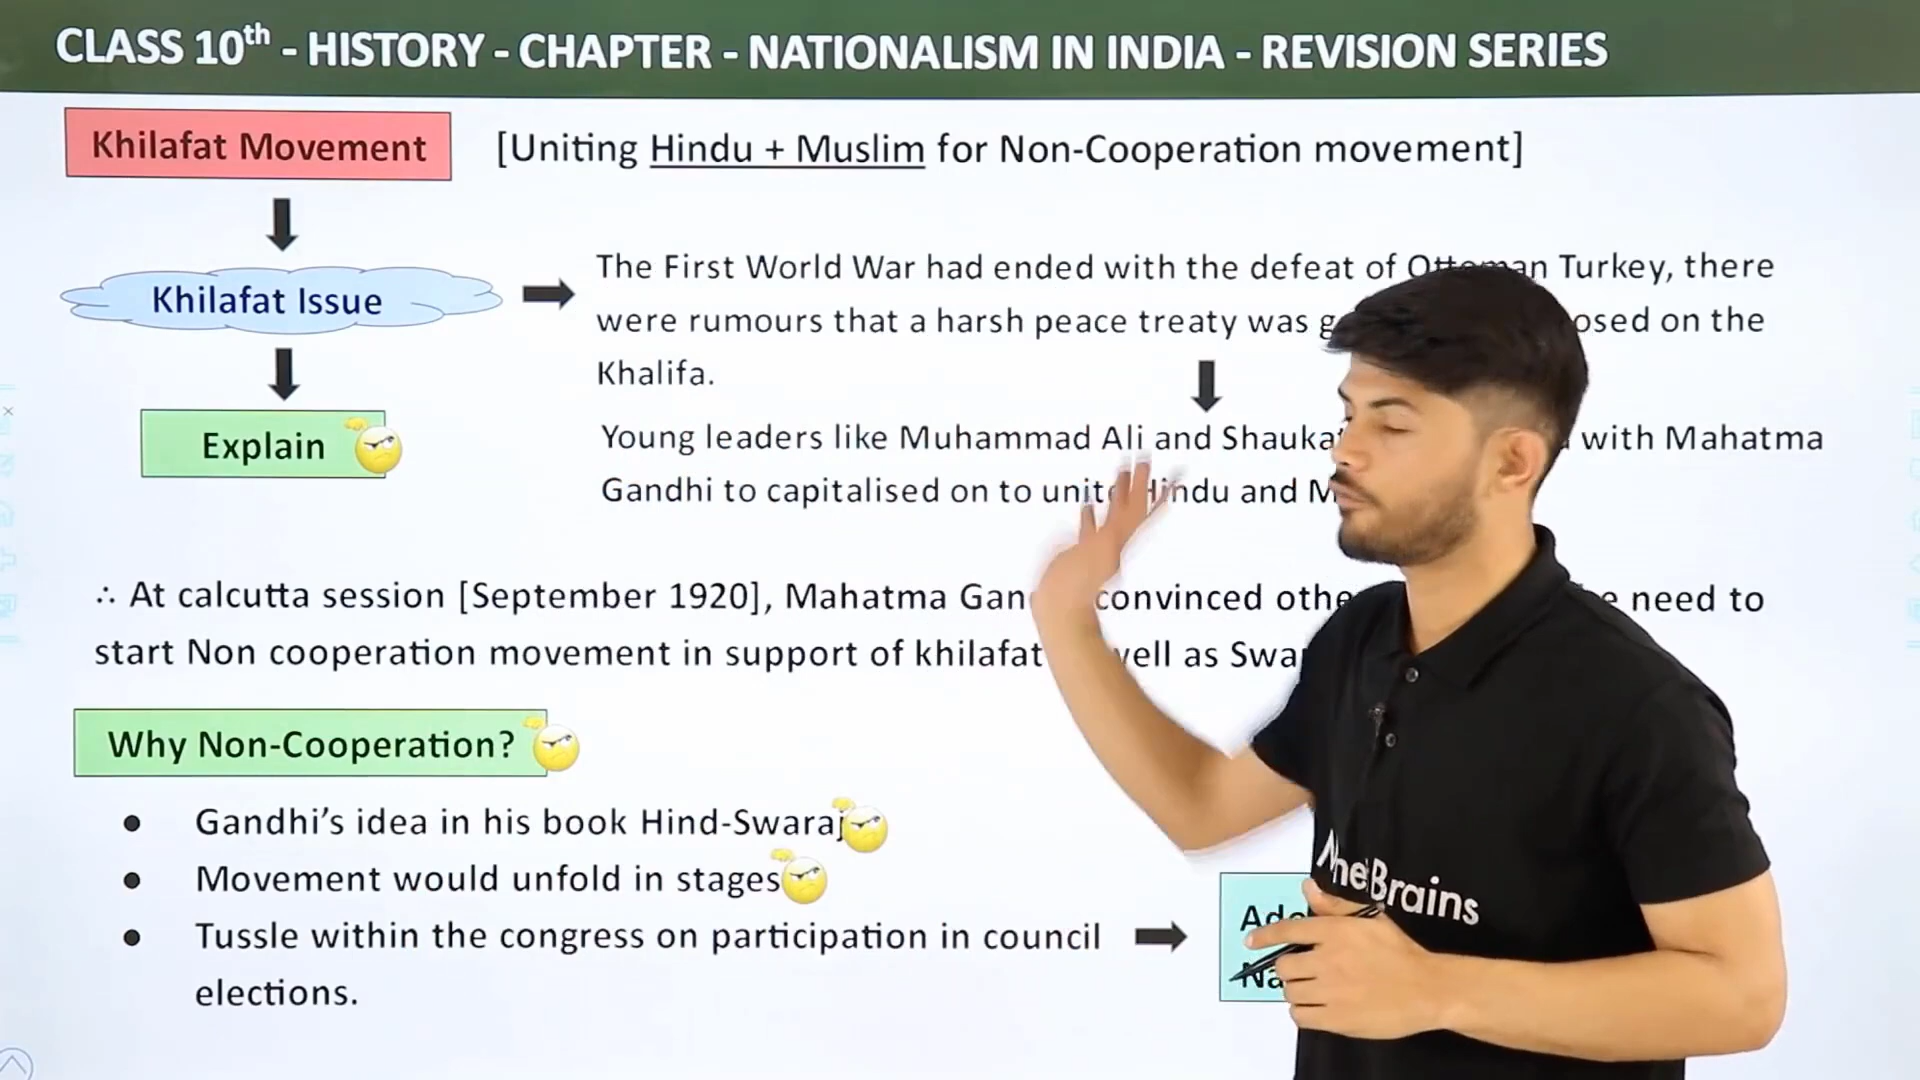 CLASS 10th - HISTORY - CHAPTER - NATIONALISM IN INDIA - REVISION SERIES
Khilafat Movement
[Uniting Hindu + Muslim for Non-Cooperation movement]
Khilafat Issue
The First World War had ended with the defeat of Ottoman Turkey, there
were rumours that a harsh peace treaty was on the
Khalifa.
Explain
Young leaders like Muhammad Ali and with Mahatma
Gandhi to capitalised on to unite Hindu and
∴ At calcutta session [September 1920], Mahatma convinced need to
start Non cooperation movement in support of khilafat as
Why Non-Cooperation?
● Gandhi's idea in his book Hind-Swaraj
● Movement would unfold in stages
● Tussle within the congress on participation in council
elections.
Brains